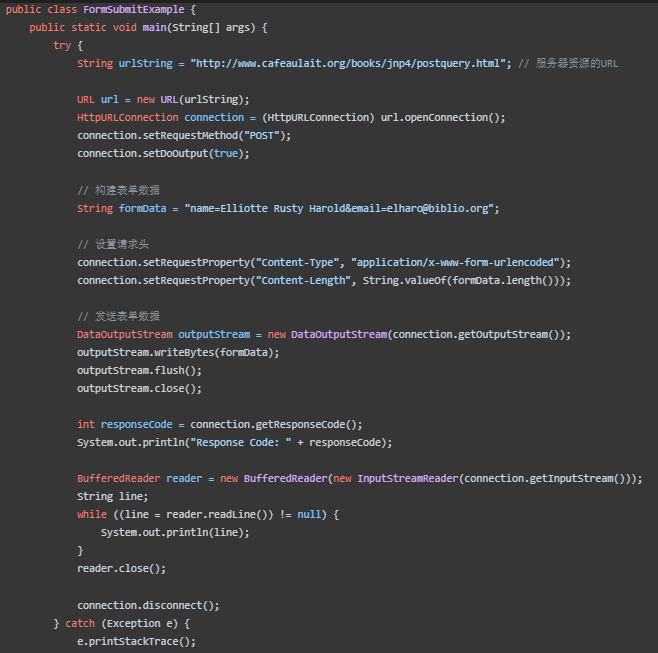 public class FormSubmitExample {
    public static void main(String[] args) {
        try {
            String urlString = "http://www.cafeaulait.org/books/jnp4/postquery.html"; // 服务器资源的URL
            URL url = new URL(urlString);
            HttpURLConnection connection = (HttpURLConnection) url.openConnection();
            connection.setRequestMethod("POST");
            connection.setDoOutput(true);
            // 构建表单数据
            String formData = "name=Elliotte Rusty Harold&email=elharo@biblio.org";
            // 设置请求头
            connection.setRequestProperty("Content-Type", "application/x-www-form-urlencoded");
            connection.setRequestProperty("Content-Length", String.valueOf(formData.length()));
            // 发送表单数据
            DataOutputStream outputStream = new DataOutputStream(connection.getOutputStream());
            outputStream.writeBytes(formData);
            outputStream.flush();
            outputStream.close();
            int responseCode = connection.getResponseCode();
            System.out.println("Response Code: " + responseCode);
            BufferedReader reader = new BufferedReader(new InputStreamReader(connection.getInputStream()));
            String line;
            while ((line = reader.readLine()) != null) {
                System.out.println(line);
            }
            reader.close();
            connection.disconnect();
        } catch (Exception e) {
            e.printStackTrace();